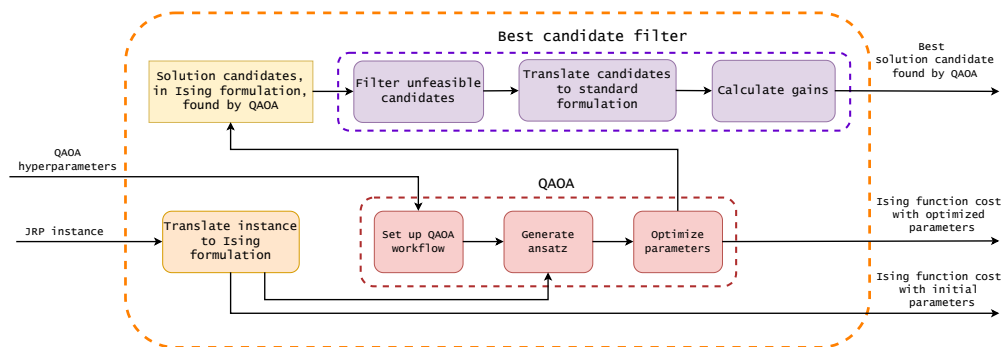 Best candidate filter
Solution candidates,
in Ising formulation,
found by QAOA
Filter unfeasible
candidates
Translate candidates
to standard
formulation
Calculate gains
Best
Solution candidate
found by QAOA
QAOA
hyperparameters
QAOA
JRP instance
Translate instance
to Ising
formulation
Set up QAOA
workflow
Generate
ansatz
Optimize
parameters
Ising function cost
with optimized
parameters
Ising function cost
with initial
parameters